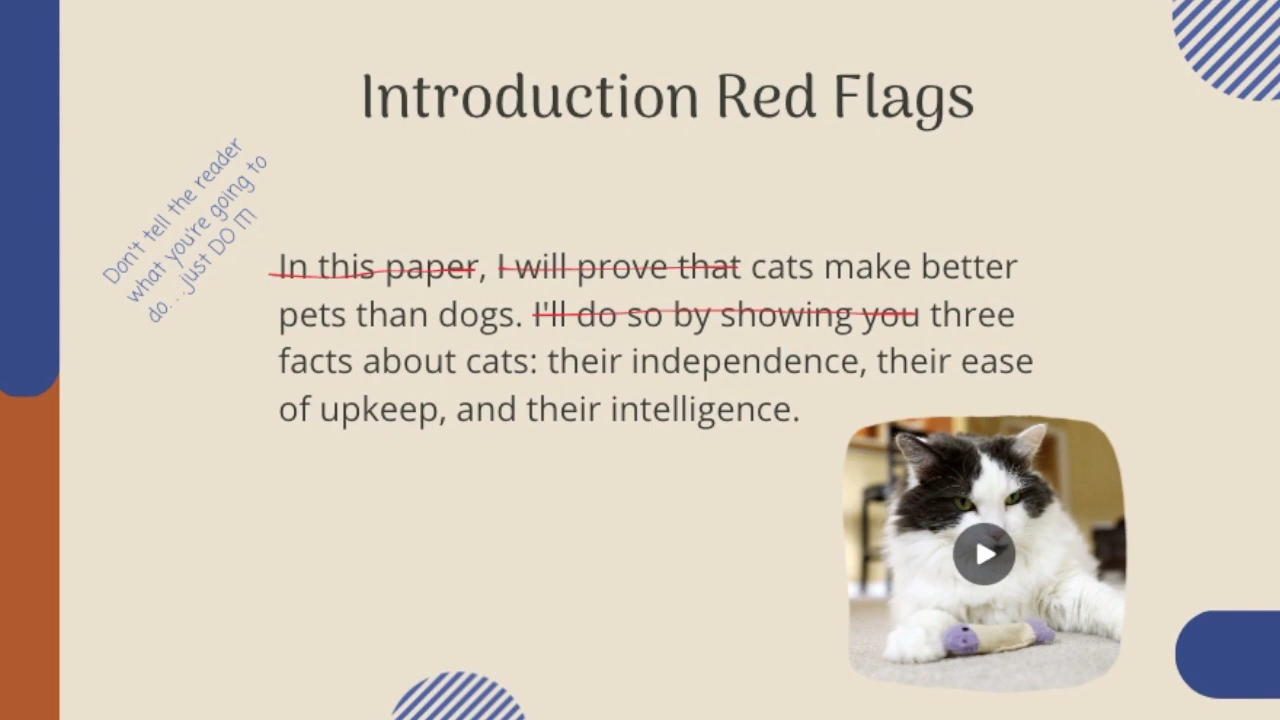 Introduction Red Flags
Don't tell the reader
what you're going to
do. . .just DO IT!
In this paper, I will prove that cats make better
pets than dogs. I'll do so by showing you three
facts about cats: their independence, their ease
of upkeep, and their intelligence.